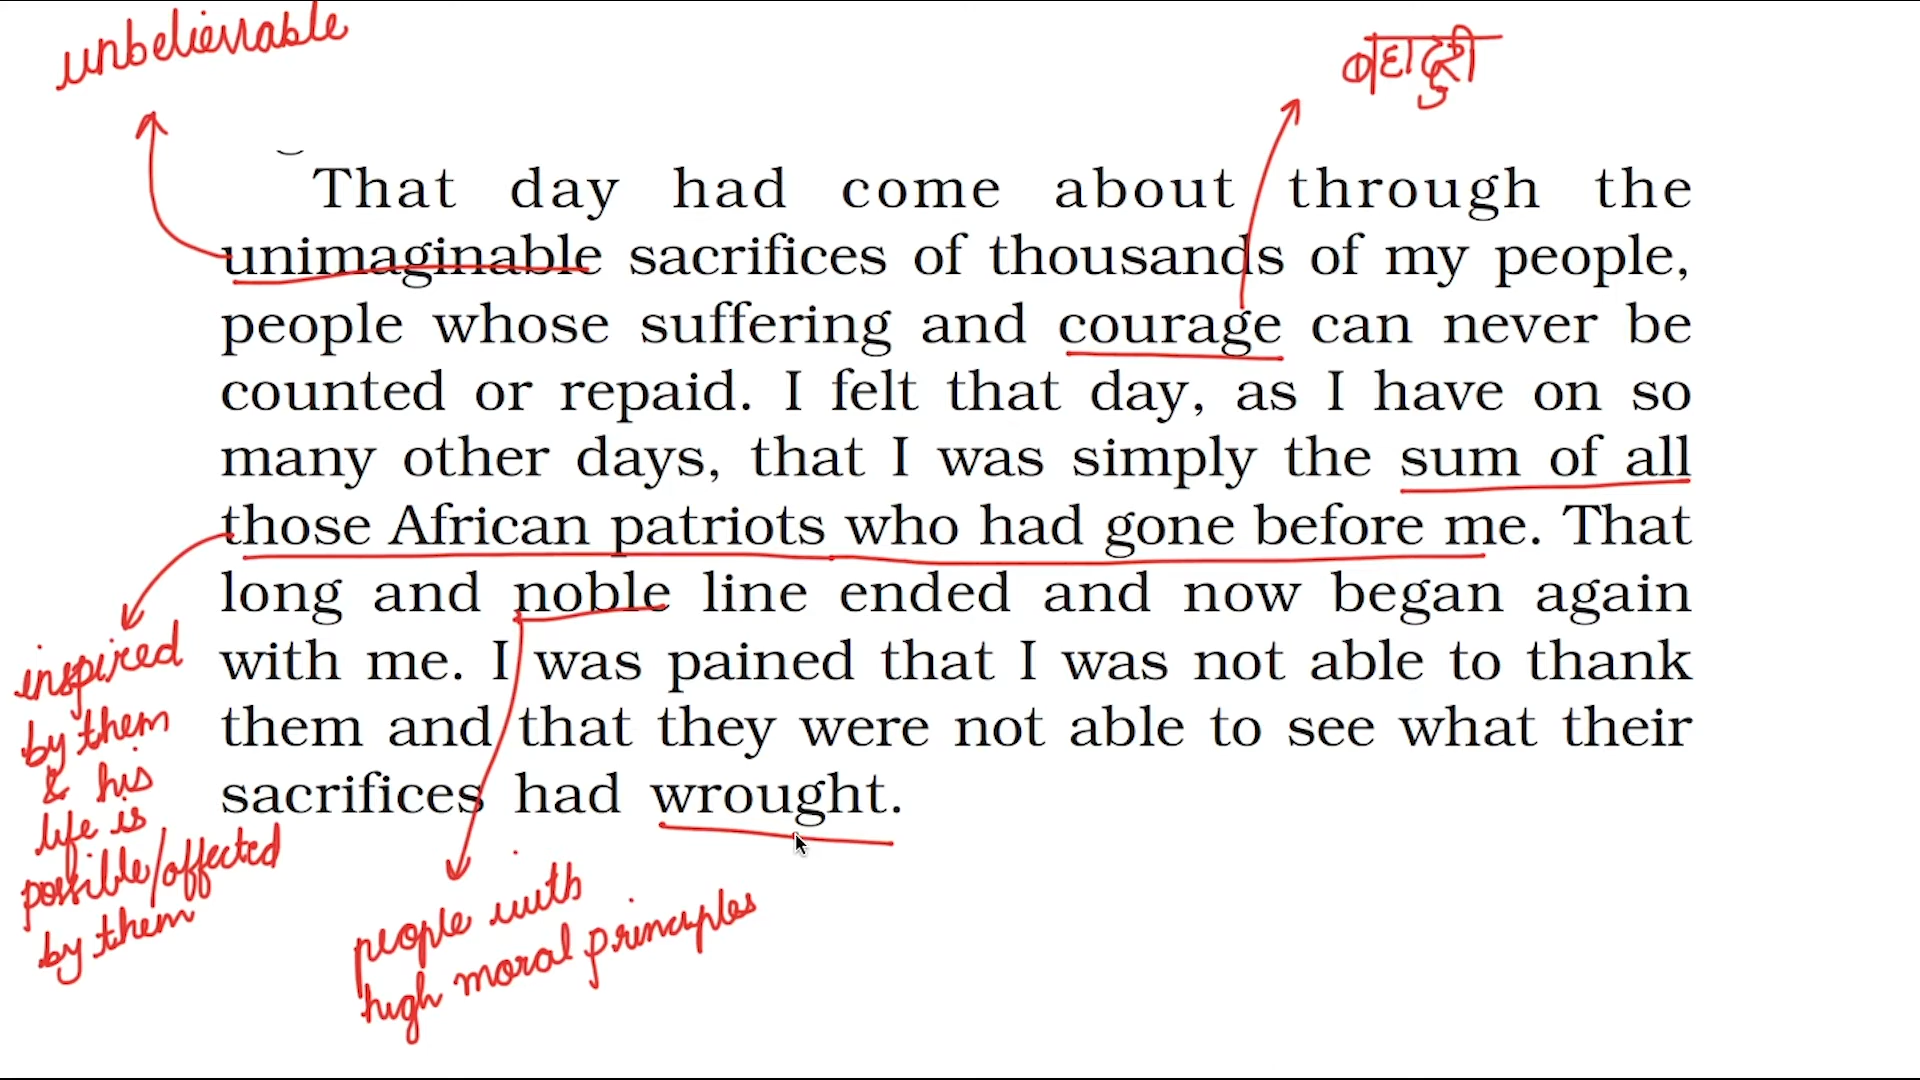 unbelievable
बहादुरी
That day had come about through the
unimaginable sacrifices of thousands of my people,
people whose suffering and courage can never be
counted or repaid. I felt that day, as I have on so
many other days, that I was simply the sum of all
those African patriots who had gone before me. That
long and noble line ended and now began again
with me. I was pained that I was not able to thank
them and that they were not able to see what their
sacrifices had wrought.
inspired
by them
& his
life is
possible/affected
by them
people with
high moral principles